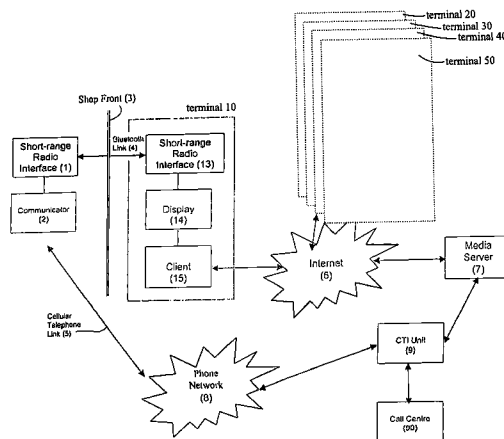 terminal 20
terminal 30
terminal 40
terminal 50
Shop Front (3)
terminal 10
Short-range
Radio
Interface (1)
Bluetooth
Link (4)
Short-range
Radio
Interface (13)
Communicator
(2)
Display
(14)
Client
(15)
Internet
(6)
Media
Server
(7)
Cellular
Telephone
Link (5)
Phone
Network
(8)
CTI Unit
(9)
Call Centre
(90)